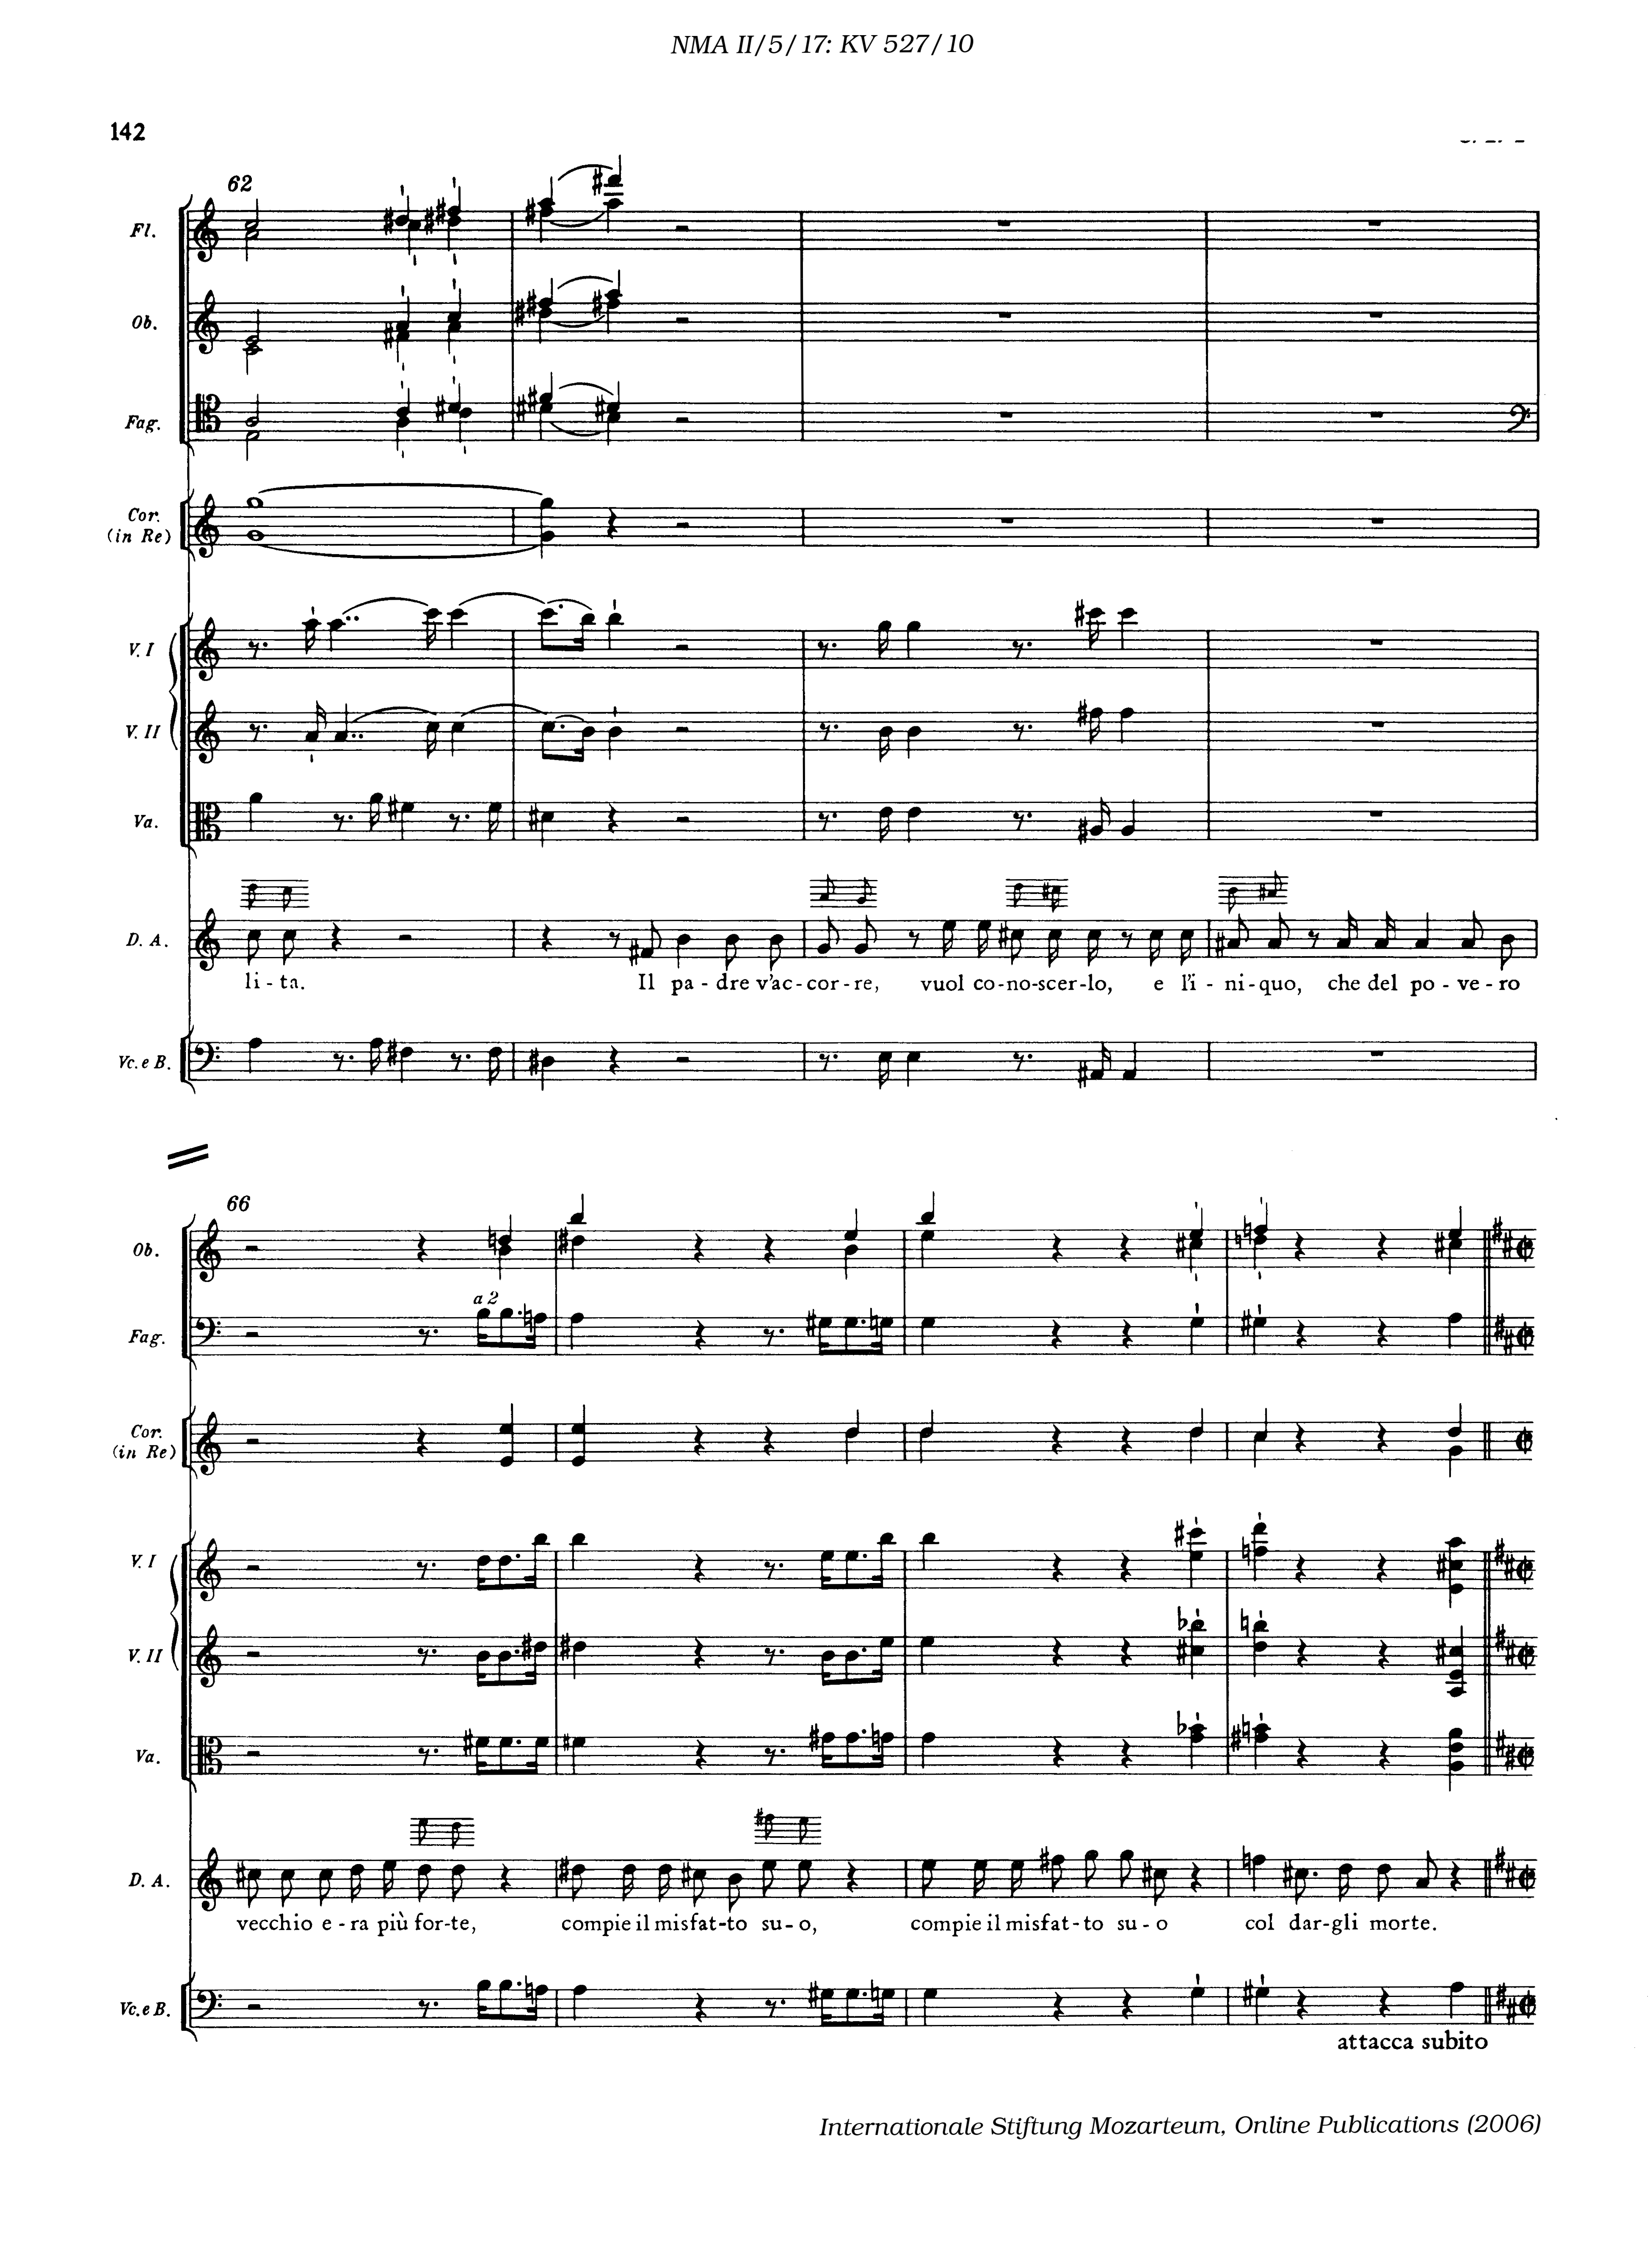 NMA II/5/17: KV 527/10
142
62
Fl.
Ob.
Fag.
Cor.
(in Re)
V. I
V. II
Va.
D. A.
li - ta. Il pa - dre v'ac - cor - re, vuol co - no - scer - lo, e l'i - ni - quo, che del po - ve - ro
Vc. e B.
66
Ob.
a 2
Fag.
Cor.
(in Re)
V. I
V. II
Va.
D. A.
vecchio e - ra più for - te, compie il misfat - to su - o, compie il misfat - to su - o col dar - gli morte.
Vc. e B.
attacca subito
Internationale Stiftung Mozarteum, Online Publications (2006)